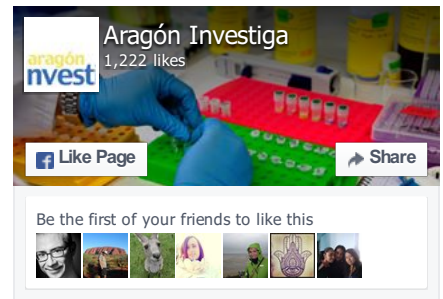 Aragón Investiga
1,222 likes
aragón
nvest
Like Page
Share
Be the first of your friends to like this